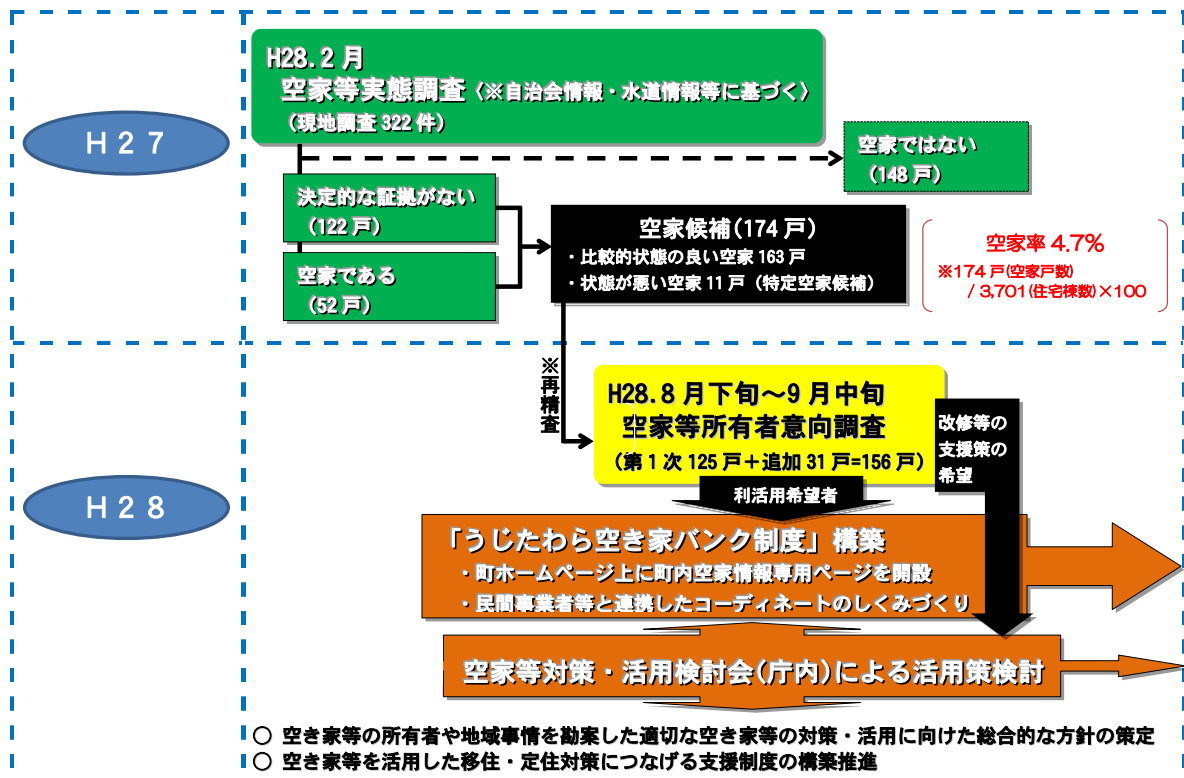 H27
H28.2月
空家等実態調査〈※自治会情報・水道情報等に基づく〉
(現地調査322件)
空家ではない
(148戸)
決定的な証拠がない
(122戸)
空家である
(52戸)
空家候補(174戸)
・比較的状態の良い空家163戸
・状態が悪い空家11戸(特定空家候補)
空家率4.7%
※174戸(空家戸数)
/3,701(住宅棟数)×100
※再精査
H28
H28.8月下旬～9月中旬
空家等所有者意向調査
(第1次125戸＋追加31戸=156戸)
改修等の
支援策の
希望
利活用希望者
「うじたわら空き家バンク制度」構築
・町ホームページ上に町内空家情報専用ページを開設
・民間事業者等と連携したコーディネートのしくみづくり
空家等対策・活用検討会(庁内)による活用策検討
○ 空き家等の所有者や地域事情を勘案した適切な空き家等の対策・活用に向けた総合的な方針の策定
○ 空き家等を活用した移住・定住対策につなげる支援制度の構築推進